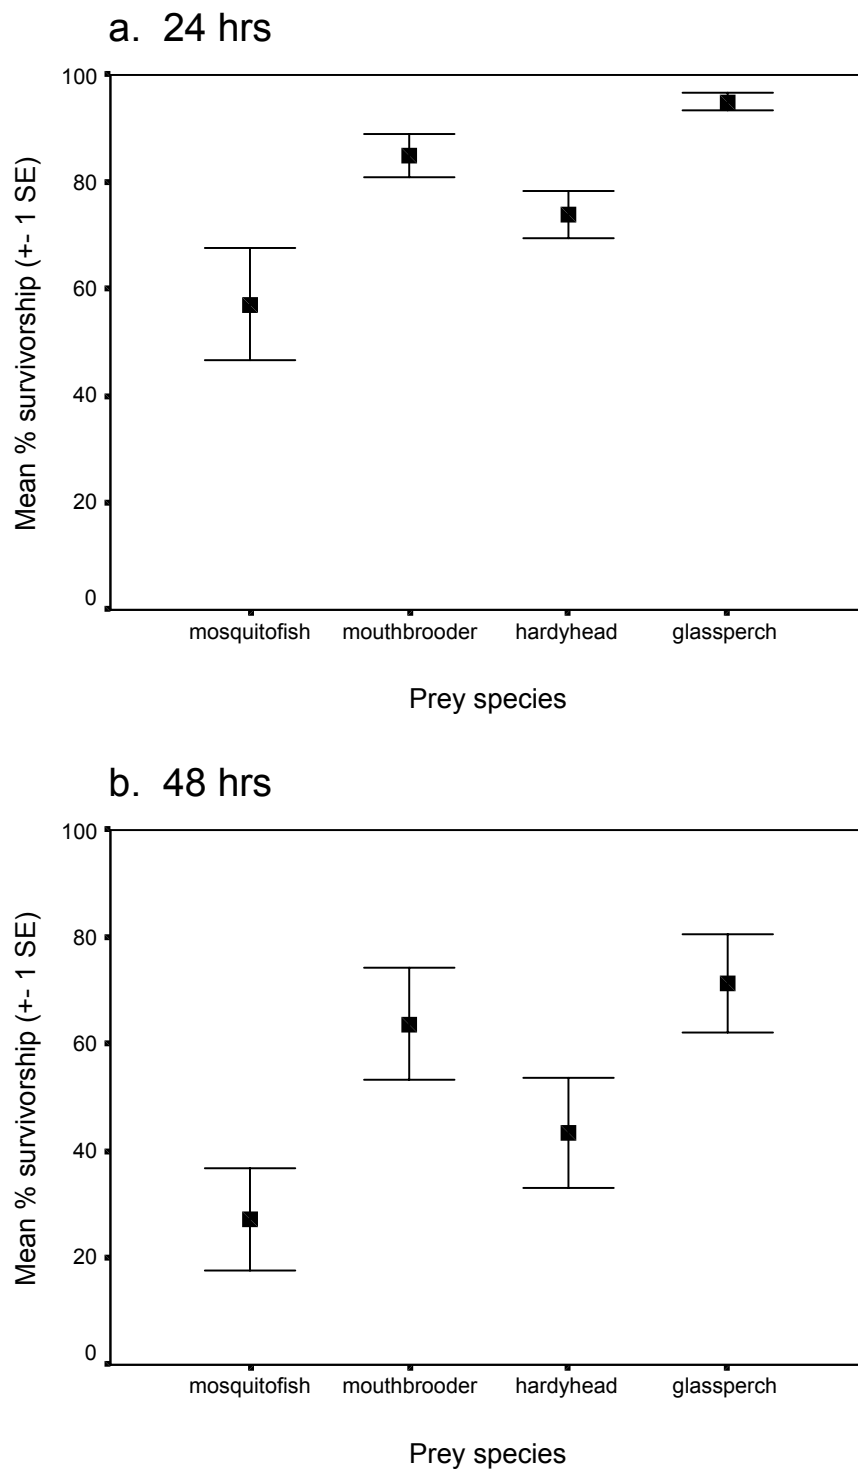 a. 24 hrs
Mean % survivorship (+- 1 SE)
100
80
60
40
20
0
mosquitofish mouthbrooder hardyhead glassperch
Prey species
b. 48 hrs
Mean % survivorship (+- 1 SE)
100
80
60
40
20
0
mosquitofish mouthbrooder hardyhead glassperch
Prey species